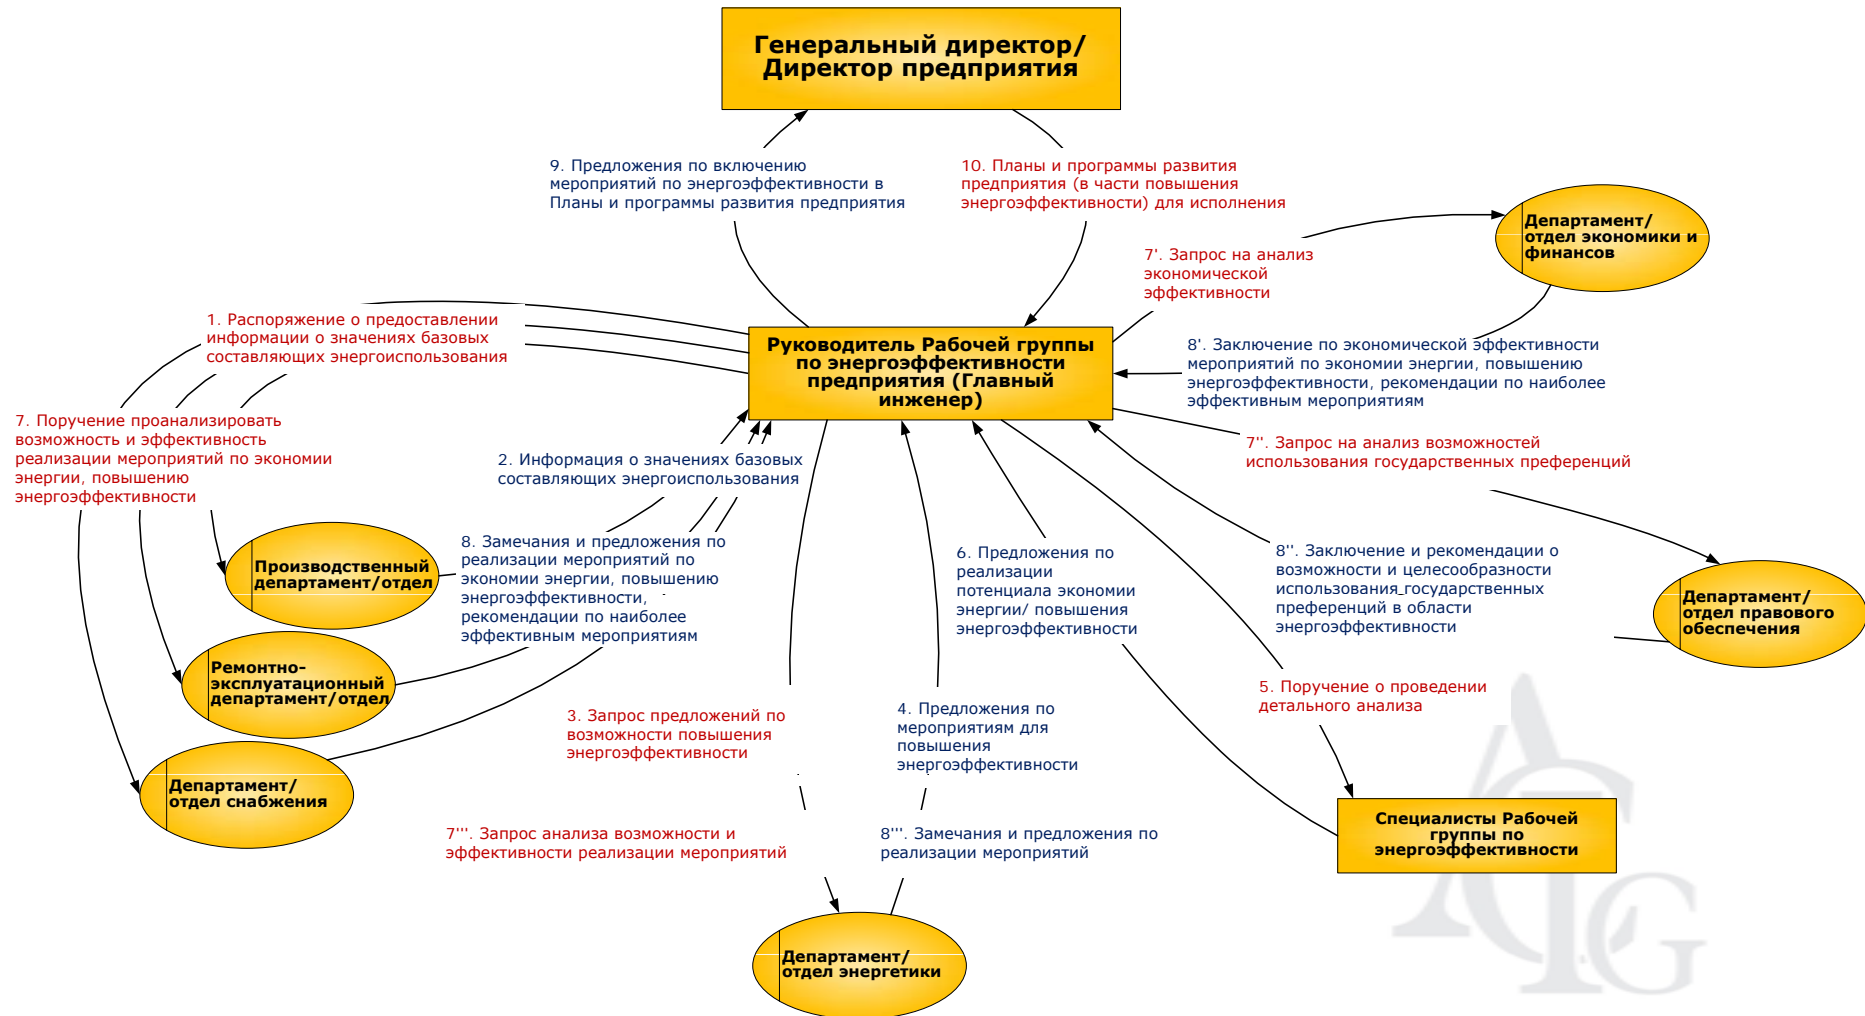 Генеральный директор/
Директор предприятия
9. Предложения по включению
мероприятий по энергоэффективности в
Планы и программы развития предприятия
10. Планы и программы развития
предприятия (в части повышения
энергоэффективности) для исполнения
Департамент/
отдел экономики и
финансов
7'. Запрос на анализ
экономической
эффективности
1. Распоряжение о предоставлении
информации о значениях базовых
составляющих энергоиспользования
Руководитель Рабочей группы
по энергоэффективности
предприятия (Главный
инженер)
8'. Заключение по экономической эффективности
мероприятий по экономии энергии, повышению
энергоэффективности, рекомендации по наиболее
эффективным мероприятиям
7. Поручение проанализировать
возможность и эффективность
реализации мероприятий по экономии
энергии, повышению
энергоэффективности
2. Информация о значениях базовых
составляющих энергоиспользования
7''. Запрос на анализ возможностей
использования государственных преференций
Производственный
департамент/отдел
8. Замечания и предложения по
реализации мероприятий по
экономии энергии, повышению
энергоэффективности,
рекомендации по наиболее
эффективным мероприятиям
6. Предложения по
реализации
потенциала экономии
энергии/ повышения
энергоэффективности
8''. Заключение и рекомендации о
возможности и целесообразности
использования государственных
преференций в области
энергоэффективности
Департамент/
отдел правового
обеспечения
Ремонтно-
эксплуатационный
департамент/отдел
3. Запрос предложений по
возможности повышения
энергоэффективности
4. Предложения по
мероприятиям для
повышения
энергоэффективности
5. Поручение о проведении
детального анализа
Департамент/
отдел снабжения
7'''. Запрос анализа возможности и
эффективности реализации мероприятий
8'''. Замечания и предложения по
реализации мероприятий
Специалисты Рабочей
группы по
энергоэффективности
Департамент/
отдел энергетики